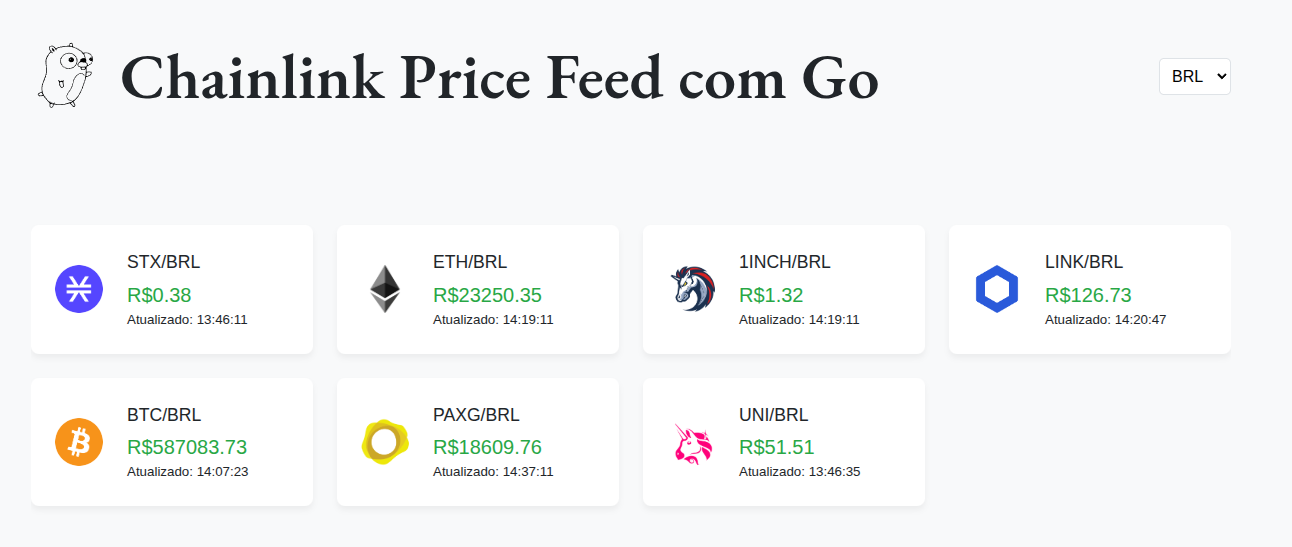 Chainlink Price Feed com Go
BRL
STX/BRL
R$0.38
Atualizado: 13:46:11
ETH/BRL
R$23250.35
Atualizado: 14:19:11
1INCH/BRL
R$1.32
Atualizado: 14:19:11
LINK/BRL
R$126.73
Atualizado: 14:20:47
BTC/BRL
R$587083.73
Atualizado: 14:07:23
PAXG/BRL
R$18609.76
Atualizado: 14:37:11
UNI/BRL
R$51.51
Atualizado: 13:46:35